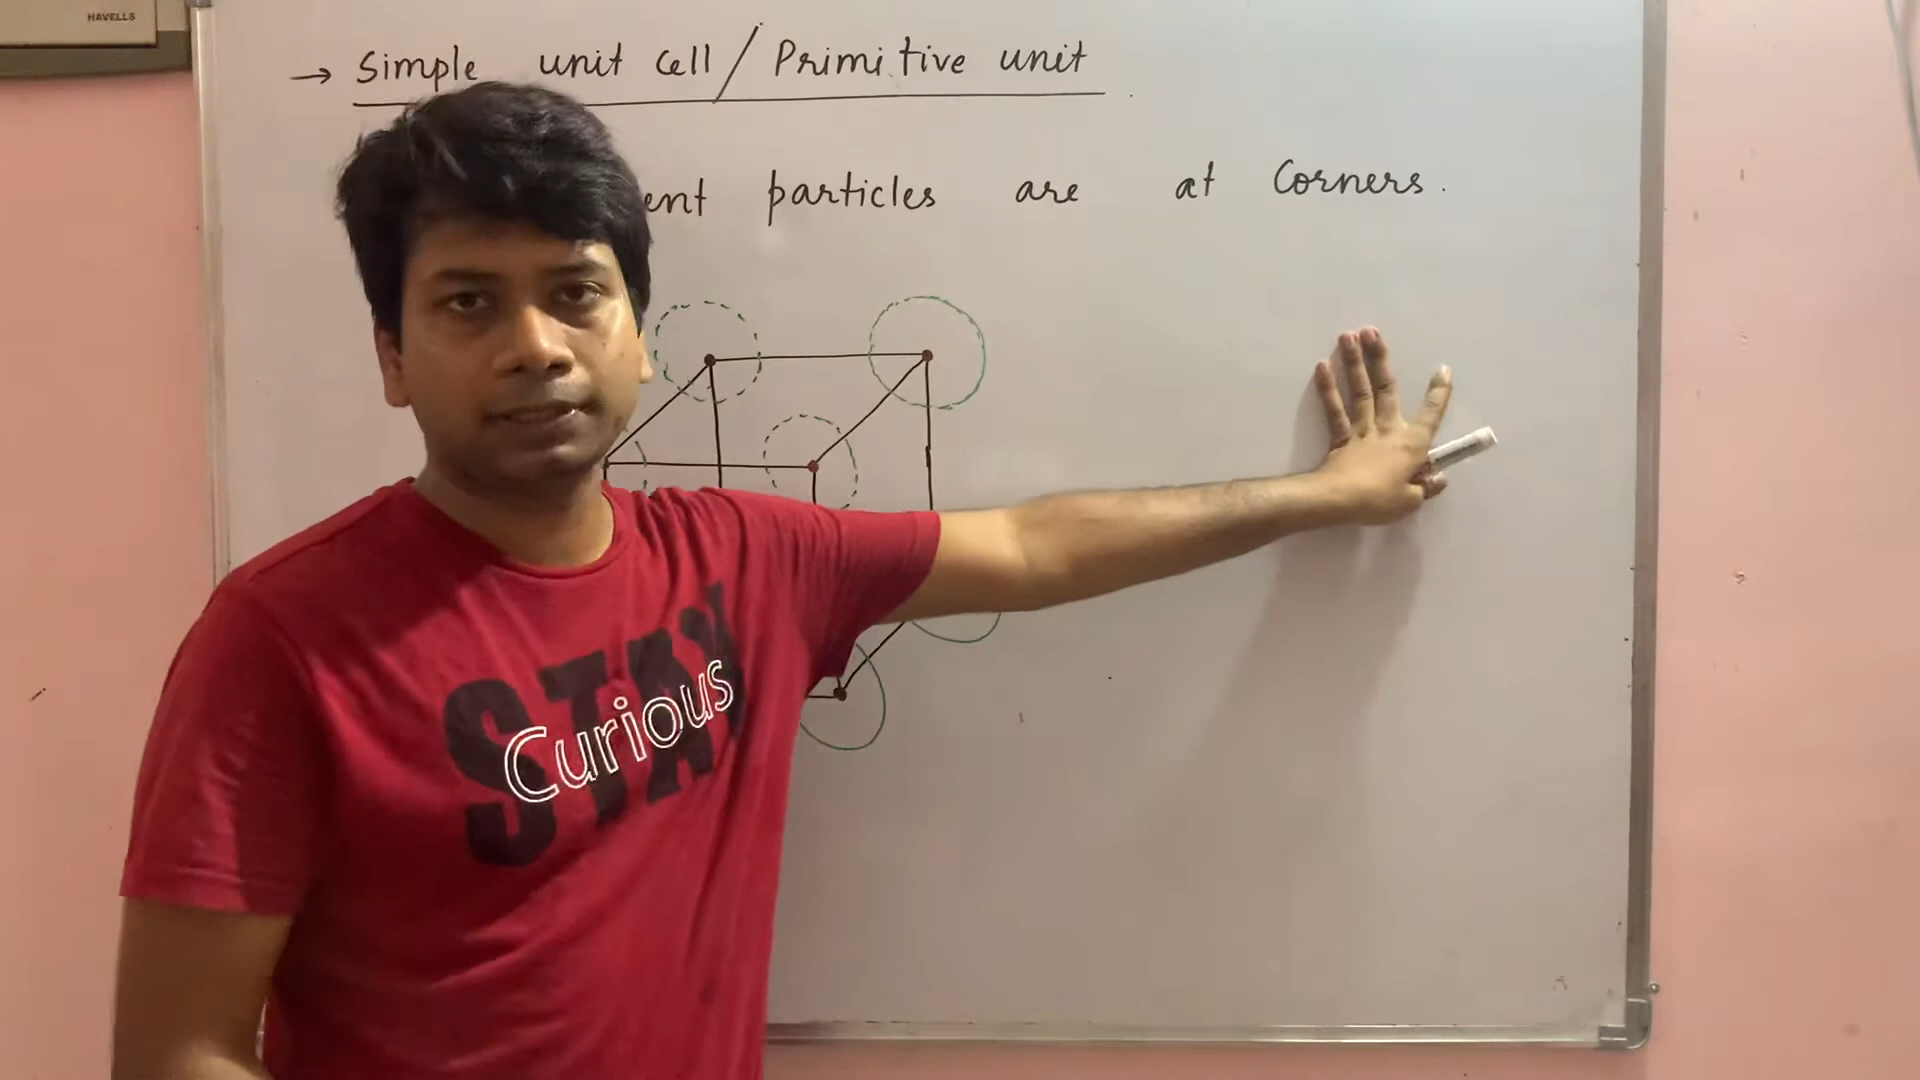 HAVELLS
→ Simple unit cell / Primitive unit
ent particles are at Corners.
STAY
Curious